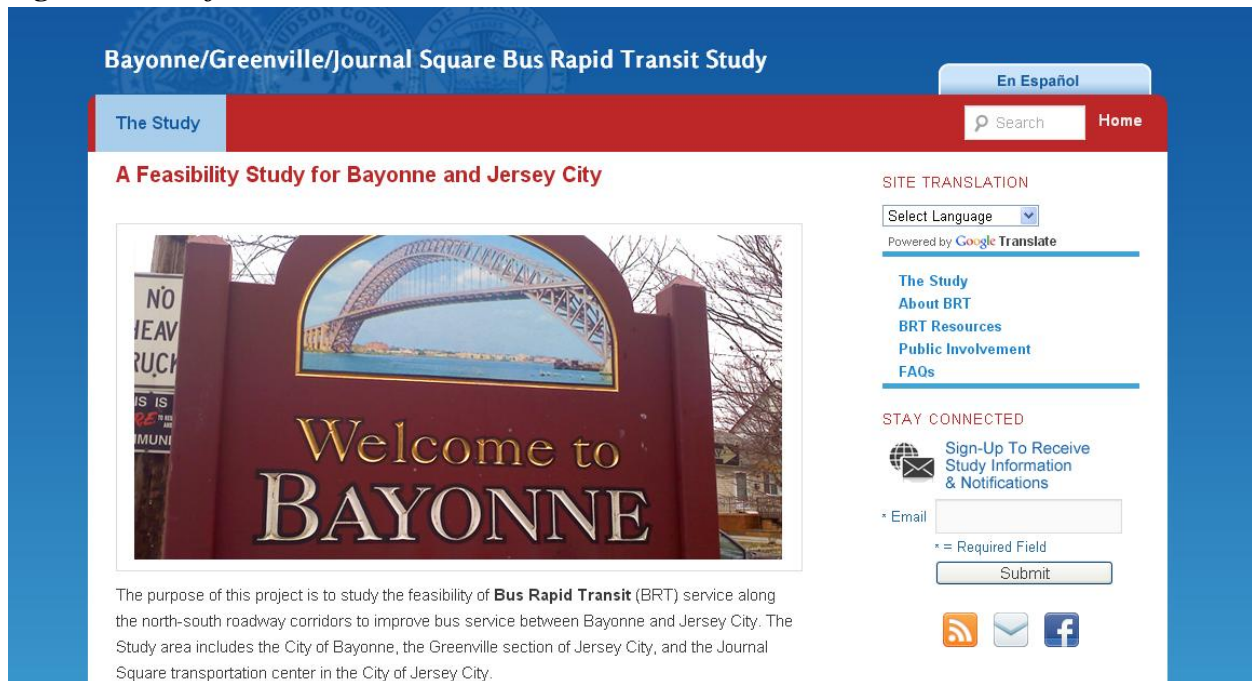 Bayonne/Greenville/Journal Square Bus Rapid Transit Study
En Español
The Study
Search
Home
A Feasibility Study for Bayonne and Jersey City
NO
Welcome to
BAYONNE
The purpose of this project is to study the feasibility of Bus Rapid Transit (BRT) service along
the north-south roadway corridors to improve bus service between Bayonne and Jersey City. The
Study area includes the City of Bayonne, the Greenville section of Jersey City, and the Journal
Square transportation center in the City of Jersey City.
SITE TRANSLATION
Select Language
Powered by Google Translate
The Study
About BRT
BRT Resources
Public Involvement
FAQs
STAY CONNECTED
Sign-Up To Receive
Study Information
& Notifications
* Email
* = Required Field
Submit